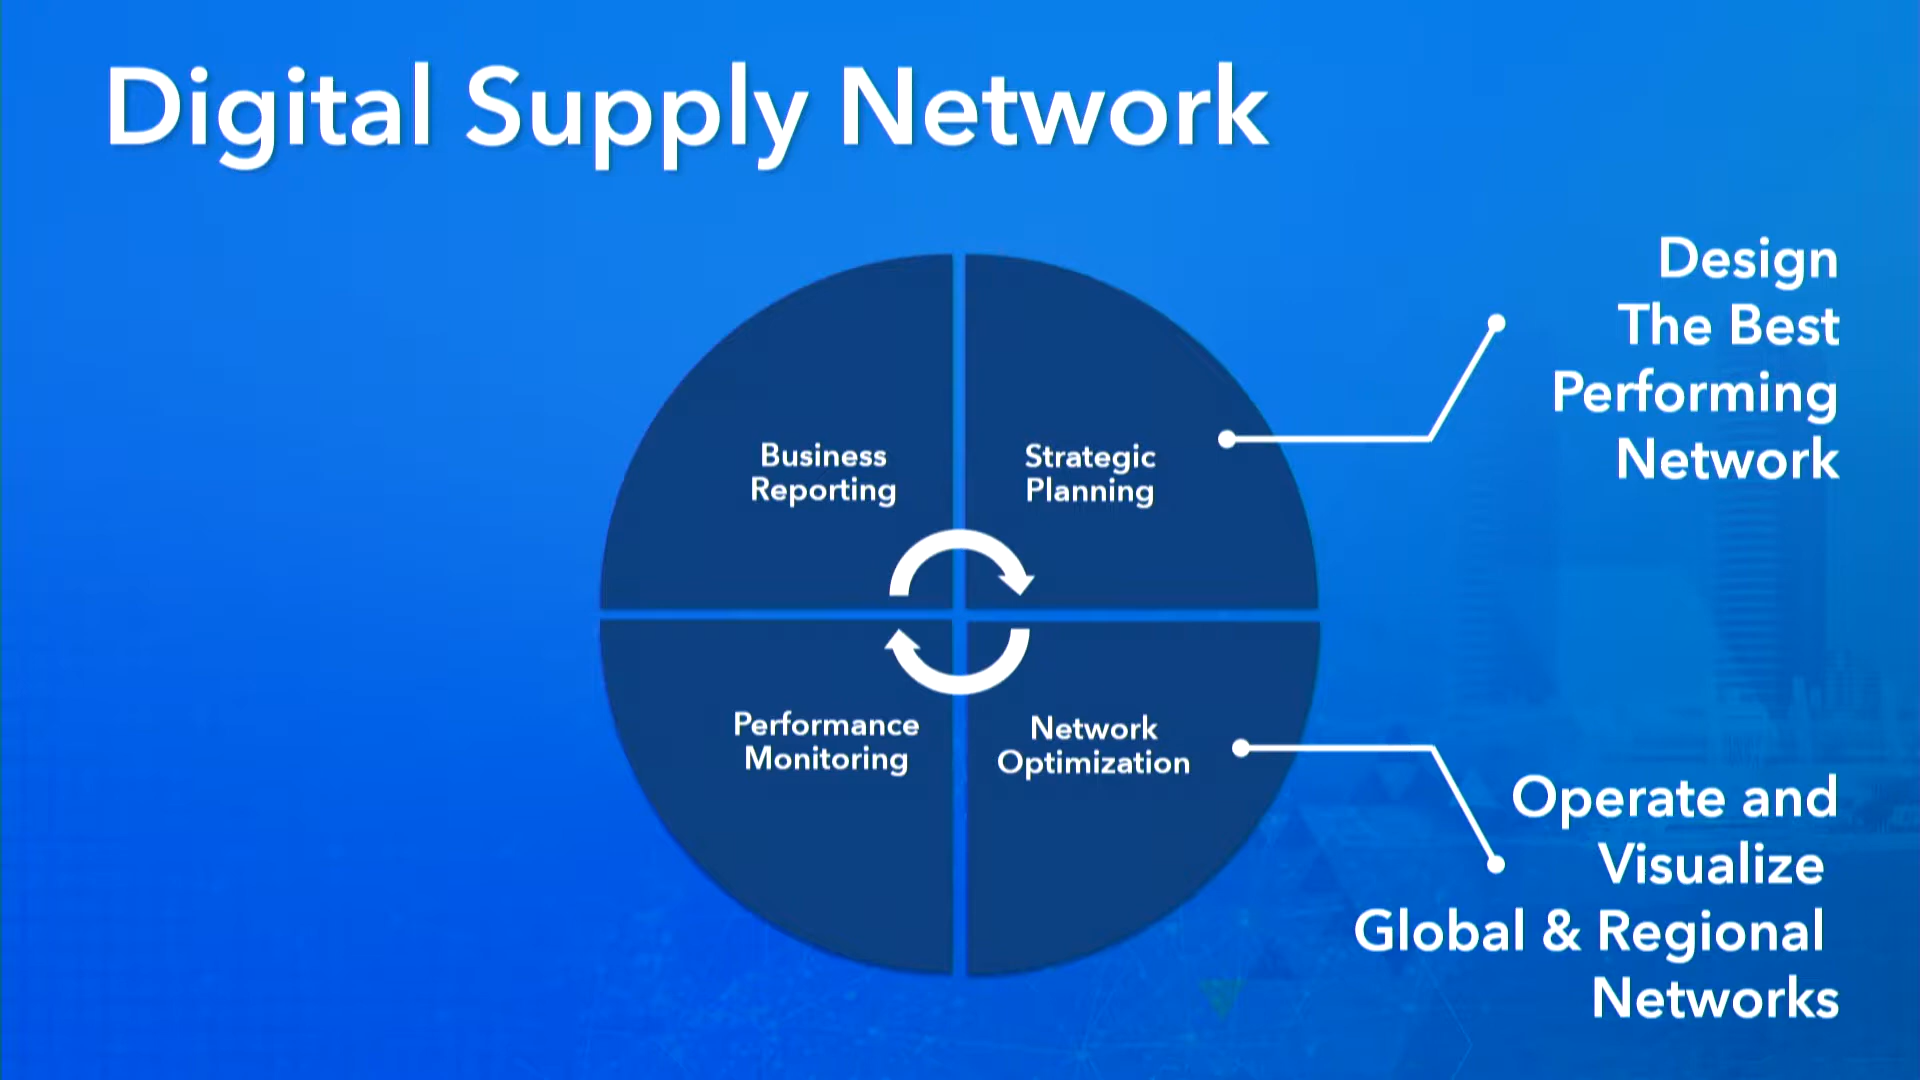 Digital Supply Network
Business
Reporting
Strategic
Planning
Performance
Monitoring
Network
Optimization
Design
The Best
Performing
Network
Operate and
Visualize
Global & Regional
Networks